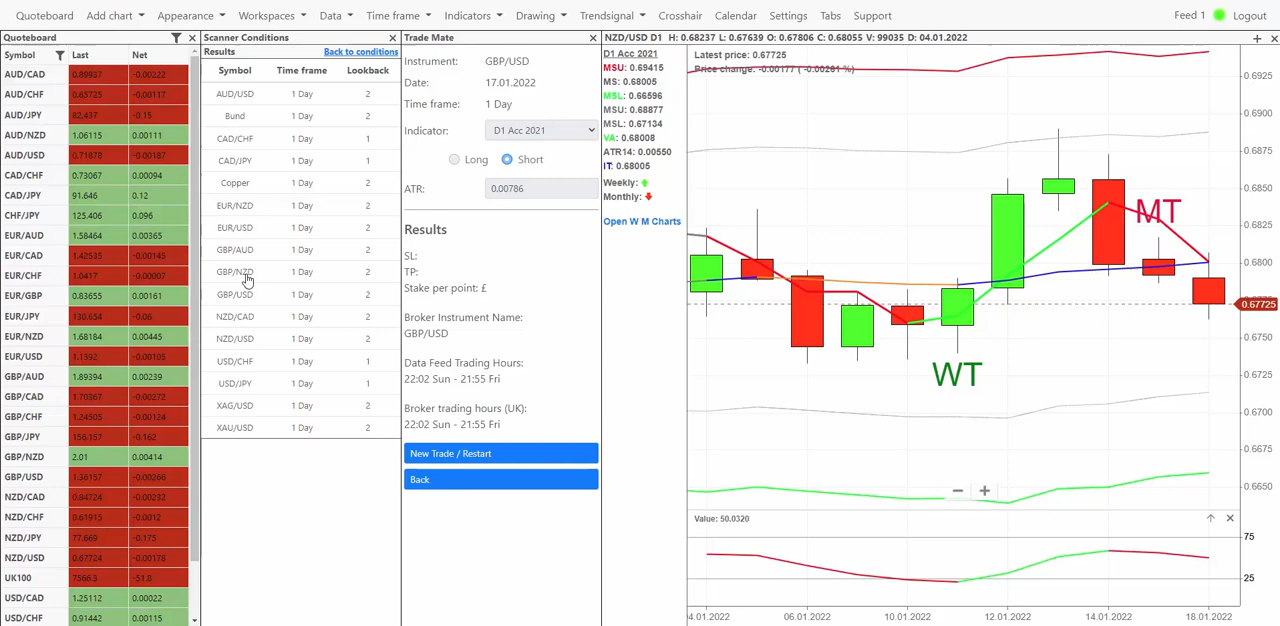 Quoteboard Add chart Appearance Workspaces Data Time frame Indicators Drawing Trendsignal Crosshair Calendar Settings Tabs Support Feed 1 Logout
Quoteboard
Symbol Last Net
AUD/CAD 0.89937 -0.00222
AUD/CHF 0.65725 -0.00117
AUD/JPY 82.437 -0.15
AUD/NZD 1.06115 0.00111
AUD/USD 0.71878 -0.00187
CAD/CHF 0.73067 0.00094
CAD/JPY 91.646 0.12
CHF/JPY 125.406 0.096
EUR/AUD 1.58464 0.00365
EUR/CAD 1.42535 -0.00145
EUR/CHF 1.0417 -0.00007
EUR/GBP 0.83655 0.00161
EUR/JPY 130.654 -0.06
EUR/NZD 1.68184 0.00445
EUR/USD 1.1392 -0.00105
GBP/AUD 1.89394 0.00239
GBP/CAD 1.70367 -0.00272
GBP/CHF 1.24505 -0.00124
GBP/JPY 156.157 -0.162
GBP/NZD 2.01 0.00414
GBP/USD 1.36157 -0.00266
NZD/CAD 0.84724 -0.00232
NZD/CHF 0.61915 -0.0012
NZD/JPY 77.669 -0.175
NZD/USD 0.67724 -0.00178
UK100 7566.3 -51.8
USD/CAD 1.25112 0.00022
USD/CHF 0.91442 0.00115
Scanner Conditions
Results Back to conditions
Symbol Time frame Lookback
AUD/USD 1 Day 2
Bund 1 Day 2
CAD/CHF 1 Day 1
CAD/JPY 1 Day 1
Copper 1 Day 2
EUR/NZD 1 Day 2
EUR/USD 1 Day 2
GBP/AUD 1 Day 2
GBP/NZD 1 Day 2
GBP/USD 1 Day 2
NZD/CAD 1 Day 2
NZD/USD 1 Day 2
USD/CHF 1 Day 1
USD/JPY 1 Day 1
XAG/USD 1 Day 2
XAU/USD 1 Day 2
Trade Mate
Instrument: GBP/USD
Date: 17.01.2022
Time frame: 1 Day
Indicator: D1 Acc 2021
Long Short
ATR: 0.00786
Results
SL:
TP:
Stake per point: £
Broker Instrument Name:
GBP/USD
Data Feed Trading Hours:
22:02 Sun - 21:55 Fri
Broker trading hours (UK):
22:02 Sun - 21:55 Fri
New Trade / Restart
Back
NZD/USD D1 H: 0.68237 L: 0.67639 O: 0.67806 C: 0.68055 V: 99035 D: 04.01.2022
D1 Acc 2021
MSU: 0.69415
MS: 0.68005
MSL: 0.66596
MSU: 0.68877
MSL: 0.67134
VA: 0.68008
ATR14: 0.00550
IT: 0.68005
Weekly:
Monthly:
Open W M Charts
Latest price: 0.67725
Price change: -0.00177 ( -0.00261 %)
MT
WT
0.6925
0.6900
0.6875
0.6850
0.6825
0.6800
0.67725
0.6750
0.6725
0.6700
0.6675
0.6650
Value: 50.0320
75
25
4.01.2022 06.01.2022 10.01.2022 12.01.2022 14.01.2022 18.01.2022